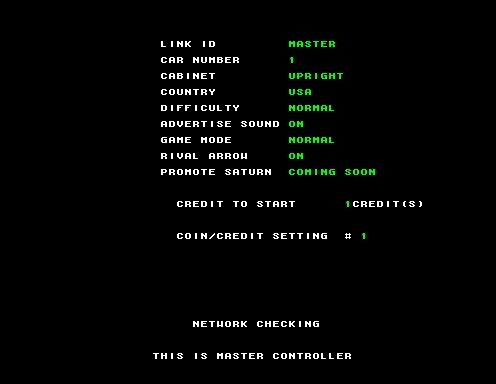 LINK ID MASTER
CAR NUMBER 1
CABINET UPRIGHT
COUNTRY USA
DIFFICULTY NORMAL
ADVERTISE SOUND ON
GAME MODE NORMAL
RIVAL ARROW ON
PROMOTE SATURN COMING SOON
CREDIT TO START 1CREDIT(S)
COIN/CREDIT SETTING # 1
NETWORK CHECKING
THIS IS MASTER CONTROLLER